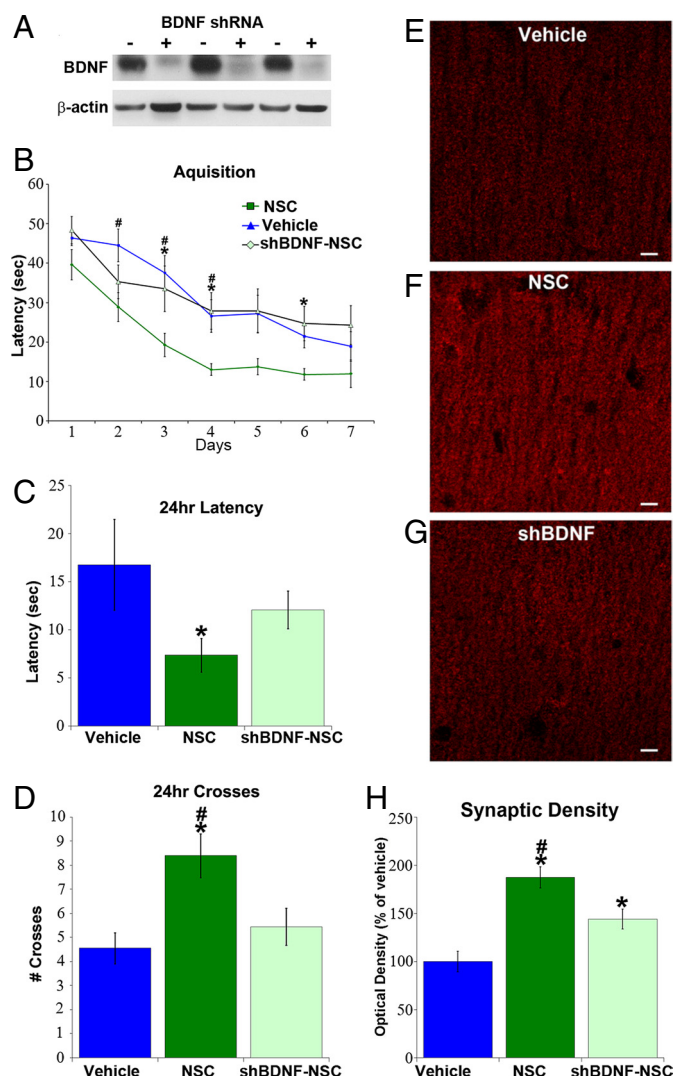 A
BDNF shRNA
- + - + - +
BDNF
β-actin
B
Aquisition
60
50
40
30
20
10
0
Latency (sec)
NSC
Vehicle
shBDNF-NSC
#
#
*
#
*
*
1 2 3 4 5 6 7
Days
C
24hr Latency
25
20
15
10
5
0
Latency (sec)
*
Vehicle NSC shBDNF-NSC
D
24hr Crosses
10
9
8
7
6
5
4
3
2
1
0
# Crosses
#
*
Vehicle NSC shBDNF-NSC
E
Vehicle
F
NSC
G
shBDNF
H
Synaptic Density
250
200
150
100
50
0
Optical Density (% of vehicle)
#
*
*
Vehicle NSC shBDNF-NSC